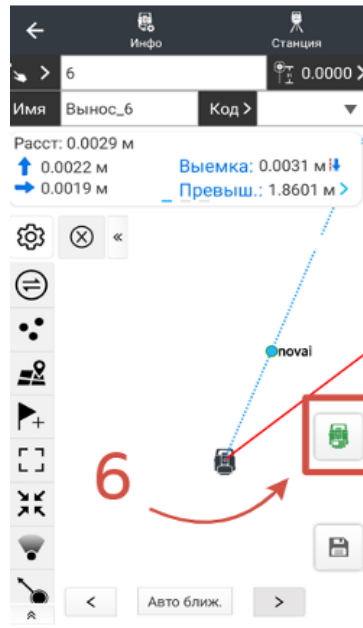 Инфо
Станция
6
0.0000
Имя
Вынос_6
Код >
Расст: 0.0029 м
0.0022 м
Выемка: 0.0031 м
0.0019 м
Превыш.: 1.8601 м >
«
novai
6
<
Авто ближ.
>